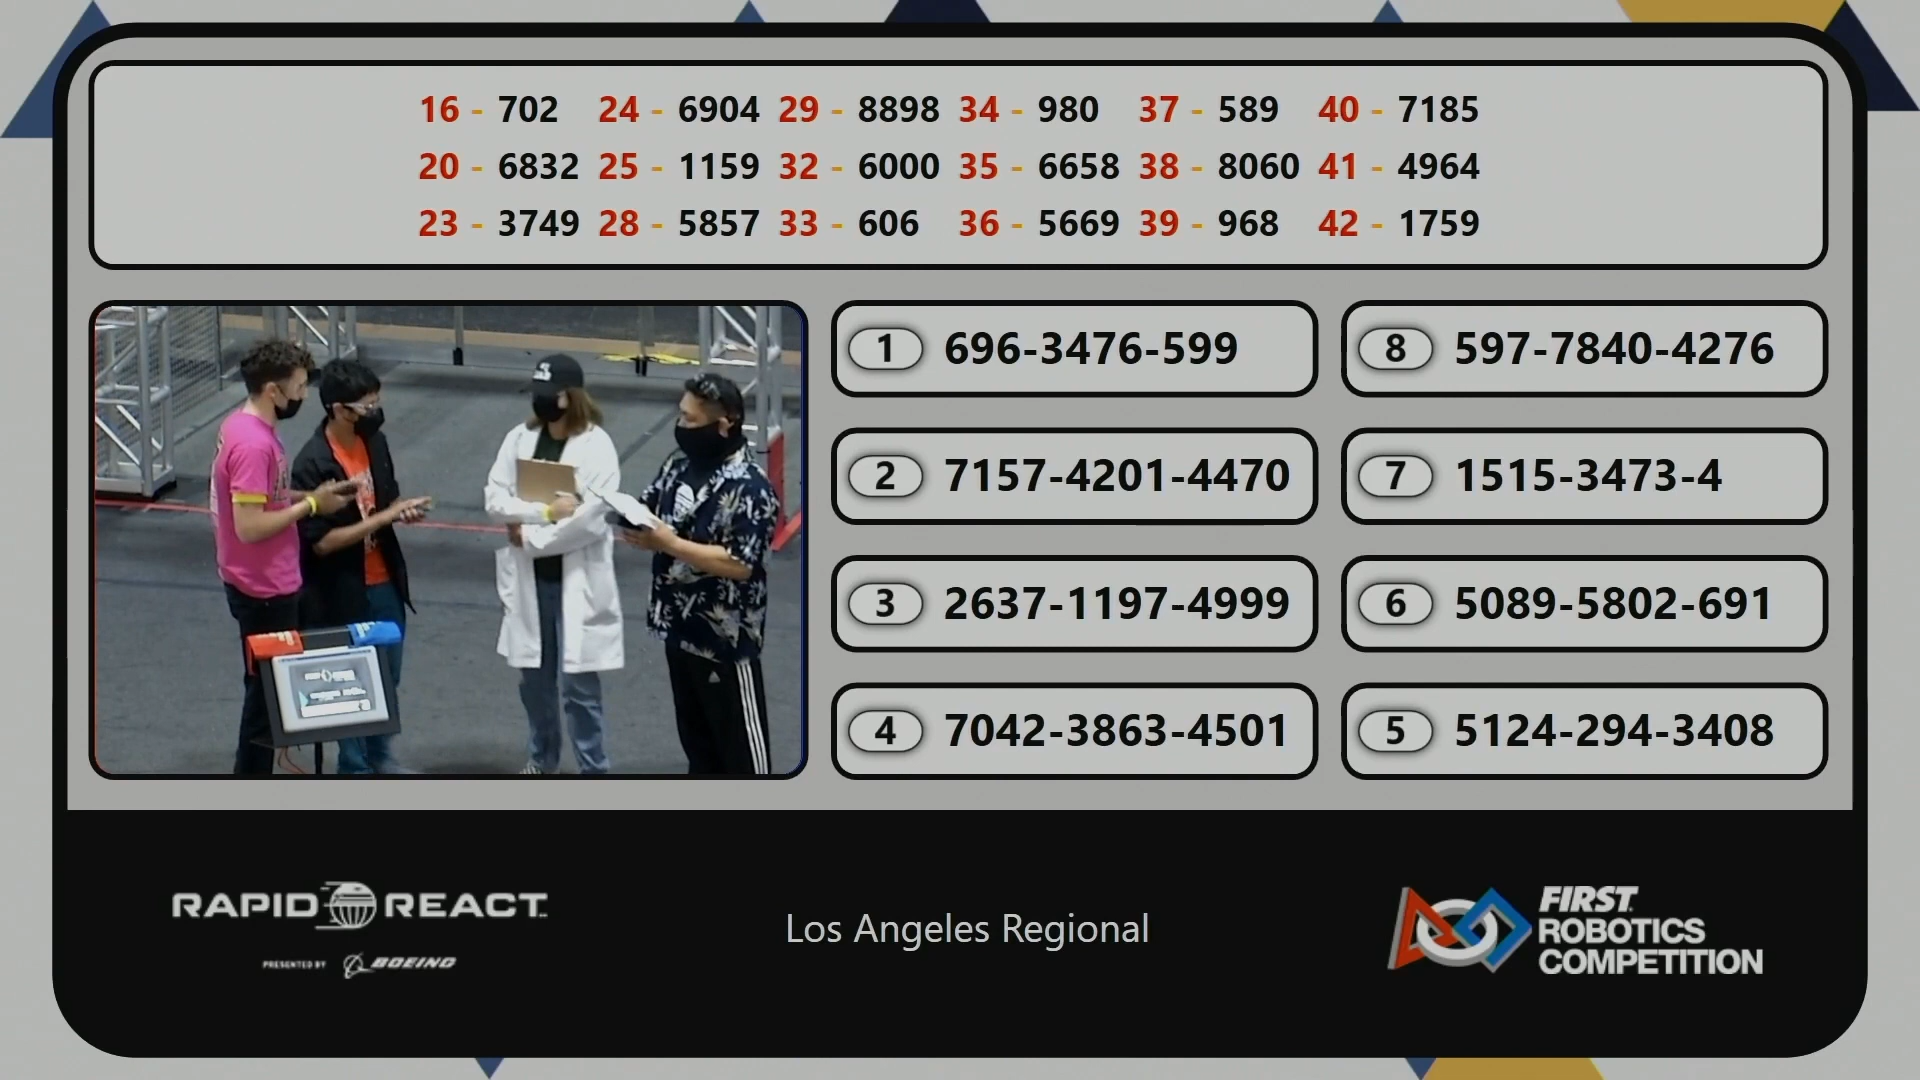 16 - 702 24 - 6904 29 - 8898 34 - 980 37 - 589 40 - 7185
20 - 6832 25 - 1159 32 - 6000 35 - 6658 38 - 8060 41 - 4964
23 - 3749 28 - 5857 33 - 606 36 - 5669 39 - 968 42 - 1759
1 696-3476-599
8 597-7840-4276
2 7157-4201-4470
7 1515-3473-4
3 2637-1197-4999
6 5089-5802-691
4 7042-3863-4501
5 5124-294-3408
RAPID REACT
PRESENTED BY BOEING
Los Angeles Regional
FIRST
ROBOTICS
COMPETITION